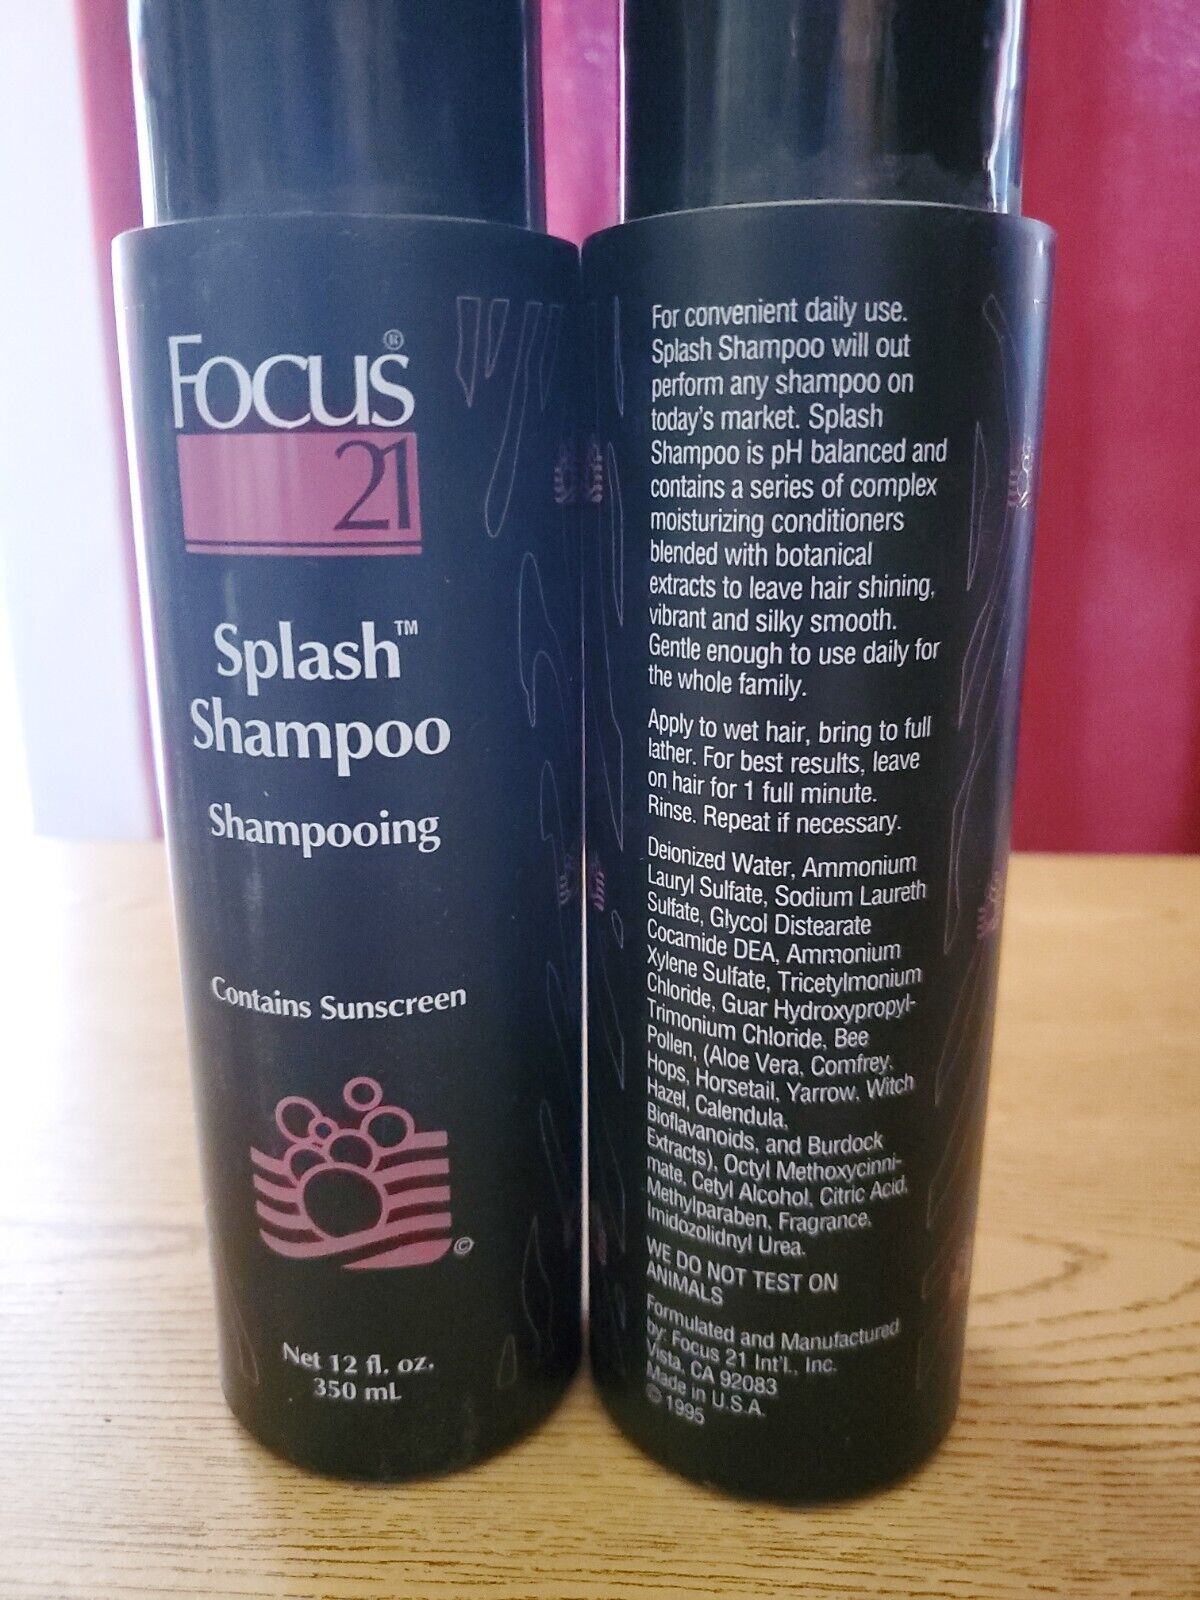 Focus®
21
Splash™
Shampoo
Shampooing
Contains Sunscreen
©
Net 12 fl. oz.
350 mL
For convenient daily use.
Splash Shampoo will out
perform any shampoo on
today's market. Splash
Shampoo is pH balanced and
contains a series of complex
moisturizing conditioners
blended with botanical
extracts to leave hair shining,
vibrant and silky smooth.
Gentle enough to use daily for
the whole family.
Apply to wet hair, bring to full
lather. For best results, leave
on hair for 1 full minute.
Rinse. Repeat if necessary.
Deionized Water, Ammonium
Lauryl Sulfate, Sodium Laureth
Sulfate, Glycol Distearate
Cocamide DEA, Ammonium
Xylene Sulfate, Tricetylmonium
Chloride, Guar Hydroxypropyl-
Trimonium Chloride, Bee
Pollen, (Aloe Vera, Comfrey,
Hops, Horsetail, Yarrow, Witch
Hazel, Calendula,
Bioflavanoids, and Burdock
Extracts), Octyl Methoxycinni-
mate, Cetyl Alcohol, Citric Acid,
Methylparaben, Fragrance,
Imidozolidnyl Urea.
WE DO NOT TEST ON
ANIMALS
Formulated and Manufactured
by: Focus 21 Int'l., Inc.
Vista, CA 92083
Made in U.S.A.
© 1995